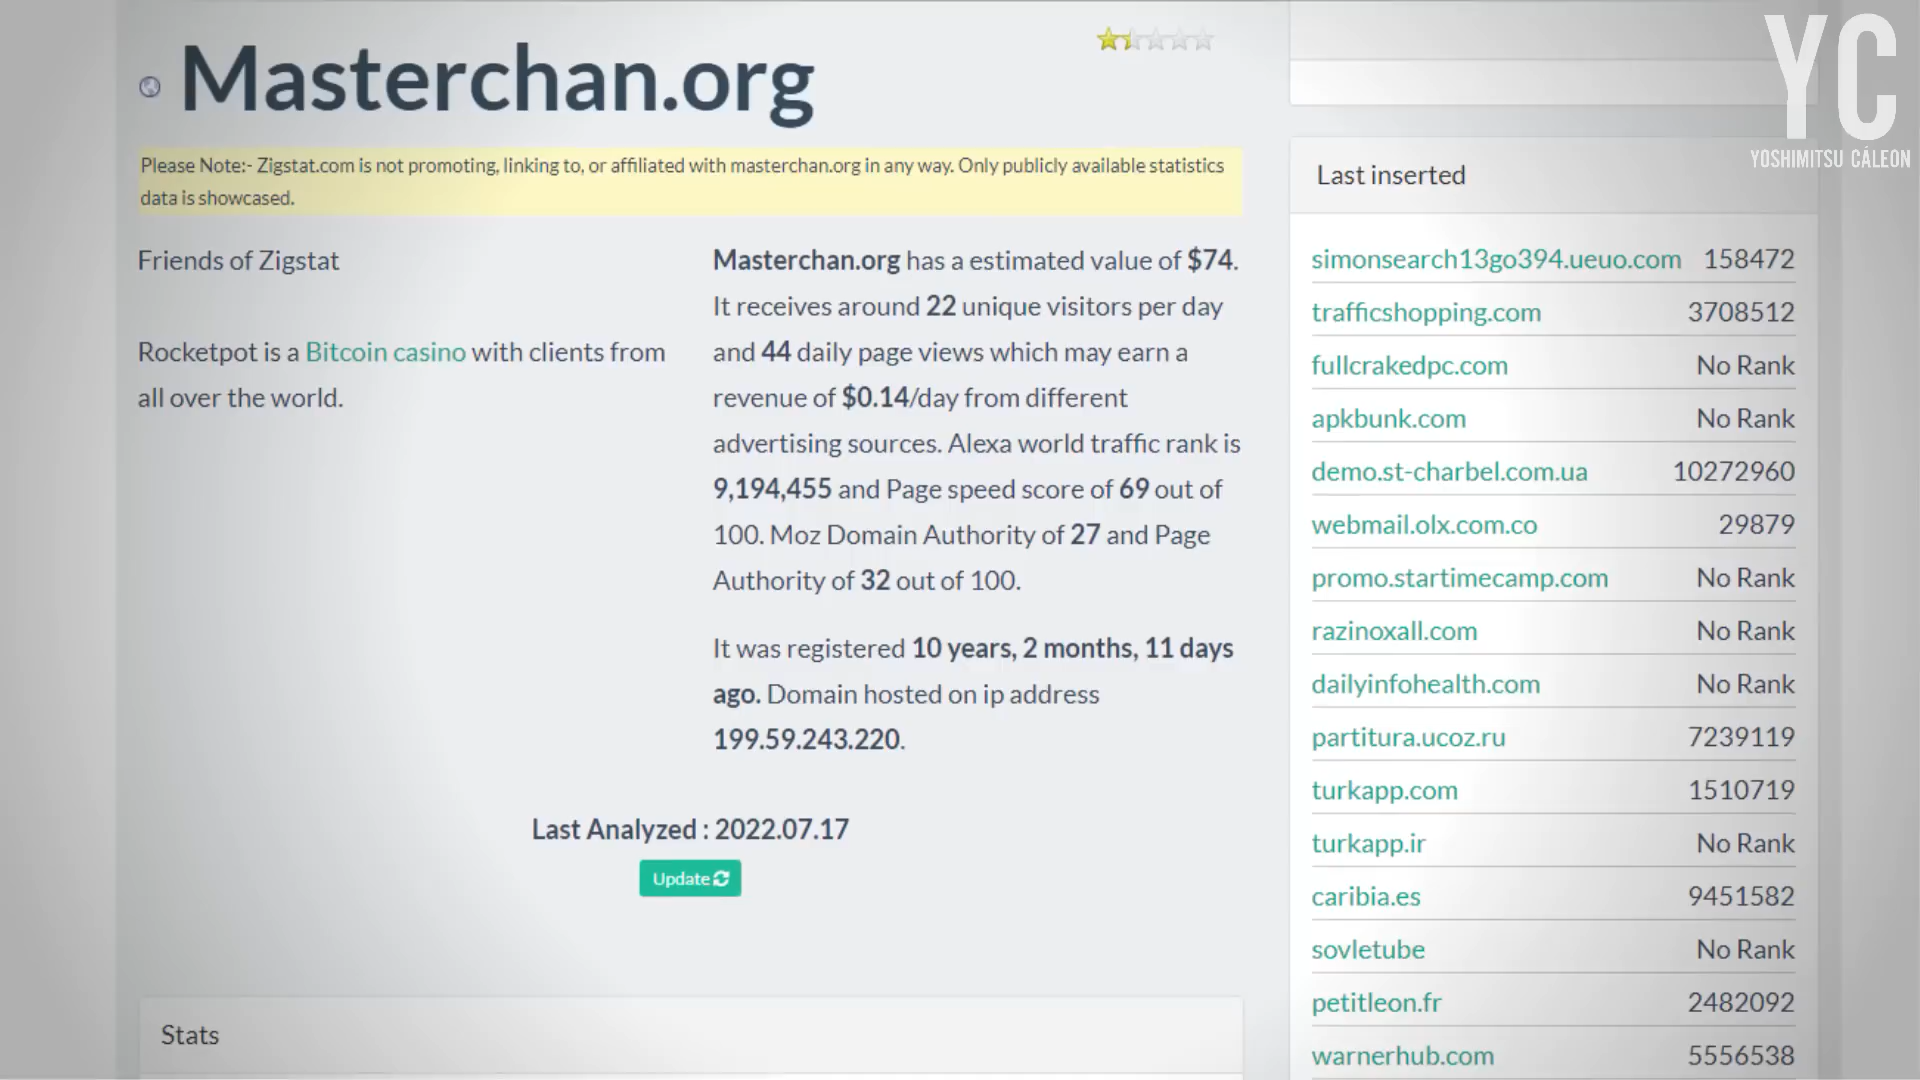 Masterchan.org
Please Note:- Zigstat.com is not promoting, linking to, or affiliated with masterchan.org in any way. Only publicly available statistics
data is showcased.
Friends of Zigstat
Rocketpot is a Bitcoin casino with clients from
all over the world.
Masterchan.org has a estimated value of $74.
It receives around 22 unique visitors per day
and 44 daily page views which may earn a
revenue of $0.14/day from different
advertising sources. Alexa world traffic rank is
9,194,455 and Page speed score of 69 out of
100. Moz Domain Authority of 27 and Page
Authority of 32 out of 100.
It was registered 10 years, 2 months, 11 days
ago. Domain hosted on ip address
199.59.243.220.
Last Analyzed : 2022.07.17
Update
Stats
YC
YOSHIMITSU CÁLEON
Last inserted
simonsearch13go394.ueuo.com 158472
trafficshopping.com 3708512
fullcrakedpc.com No Rank
apkbunk.com No Rank
demo.st-charbel.com.ua 10272960
webmail.olx.com.co 29879
promo.startimecamp.com No Rank
razinoxall.com No Rank
dailyinfohealth.com No Rank
partitura.ucoz.ru 7239119
turkapp.com 1510719
turkapp.ir No Rank
caribia.es 9451582
sovletube No Rank
petitleon.fr 2482092
warnerhub.com 5556538